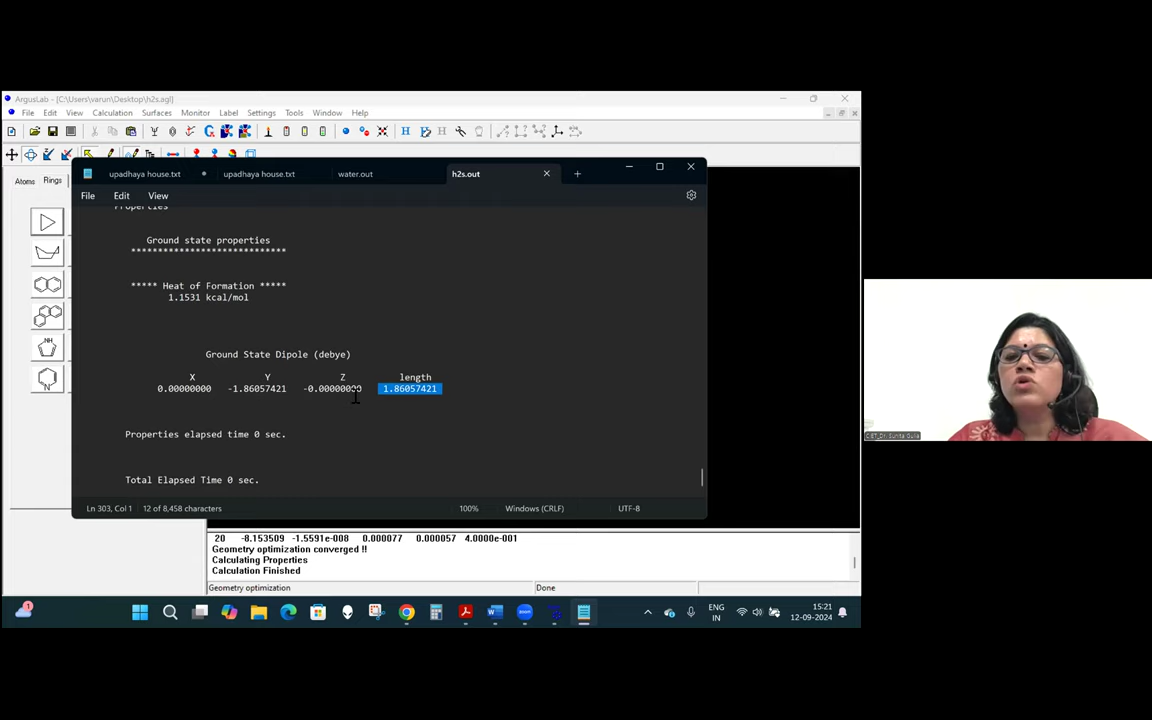 ArgusLab - [C:\Users\varun\Desktop\h2s.agl]
File Edit View Calculation Surfaces Monitor Label Settings Tools Window Help
Atoms Rings
upadhaya house.txt upadhaya house.txt water.out h2s.out
File Edit View
Properties
Ground state properties
****************************
***** Heat of Formation *****
1.1531 kcal/mol
Ground State Dipole (debye)
X Y Z length
0.00000000 -1.86057421 -0.00000000 1.86057421
Properties elapsed time 0 sec.
Total Elapsed Time 0 sec.
Ln 303, Col 1 12 of 8,458 characters 100% Windows (CRLF) UTF-8
20 -8.153509 -1.5591e-008 0.000077 0.000057 4.0000e-001
Geometry optimization converged !!
Calculating Properties
Calculation Finished
Geometry optimization Done
1
ENG
IN
15:21
12-09-2024